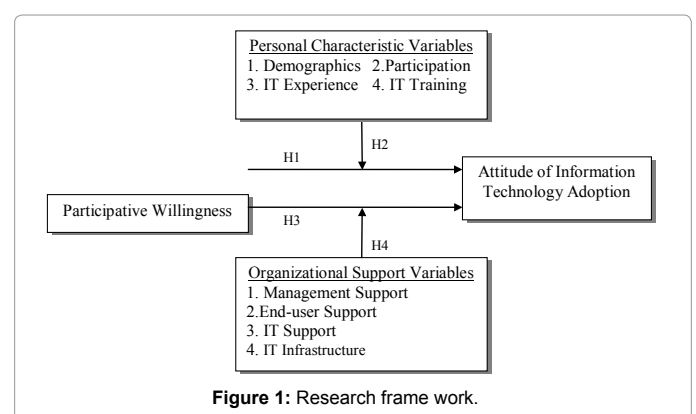 Personal Characteristic Variables
1. Demographics 2.Participation
3. IT Experience 4. IT Training
H2
H1
Attitude of Information
Technology Adoption
Participative Willingness
H3
H4
Organizational Support Variables
1. Management Support
2.End-user Support
3. IT Support
4. IT Infrastructure
Figure 1: Research frame work.